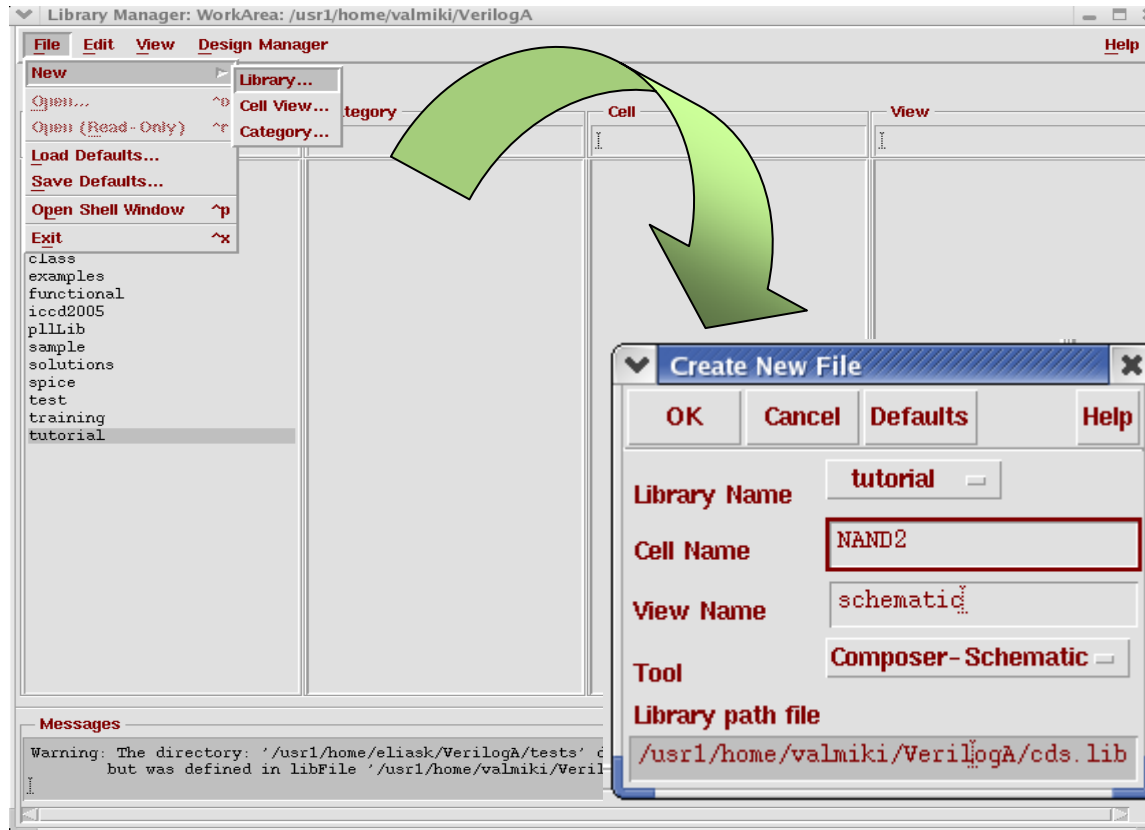 Library Manager: WorkArea: /usr1/home/valmiki/VerilogA
File Edit View Design Manager Help
New
Open... ^o
Open (Read-Only) ^r
Load Defaults...
Save Defaults...
Open Shell Window ^p
Exit ^x
Library...
Cell View...
Category...
tegory
Cell
View
class
examples
functional
iccd2005
pllLib
sample
solutions
spice
test
training
tutorial
Create New File
OK Cancel Defaults Help
Library Name tutorial
Cell Name NAND2
View Name schematic
Tool Composer-Schematic
Library path file
/usr1/home/valmiki/VerilogA/cds.lib
Messages
Warning: The directory: '/usr1/home/eliask/VerilogA/tests' d
but was defined in libFile '/usr1/home/valmiki/Veril